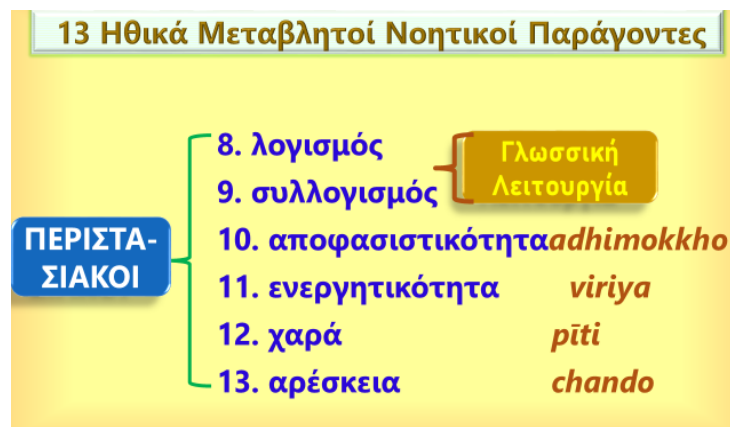 13 Ηθικά Μεταβλητοί Νοητικοί Παράγοντες
8. λογισμός
9. συλλογισμός
Γλωσσική
Λειτουργία
ΠΕΡΙΣΤΑ-
ΣΙΑΚΟΙ
10. αποφασιστικότητα adhimokkho
11. ενεργητικότητα viriya
12. χαρά pīti
13. αρέσκεια chando